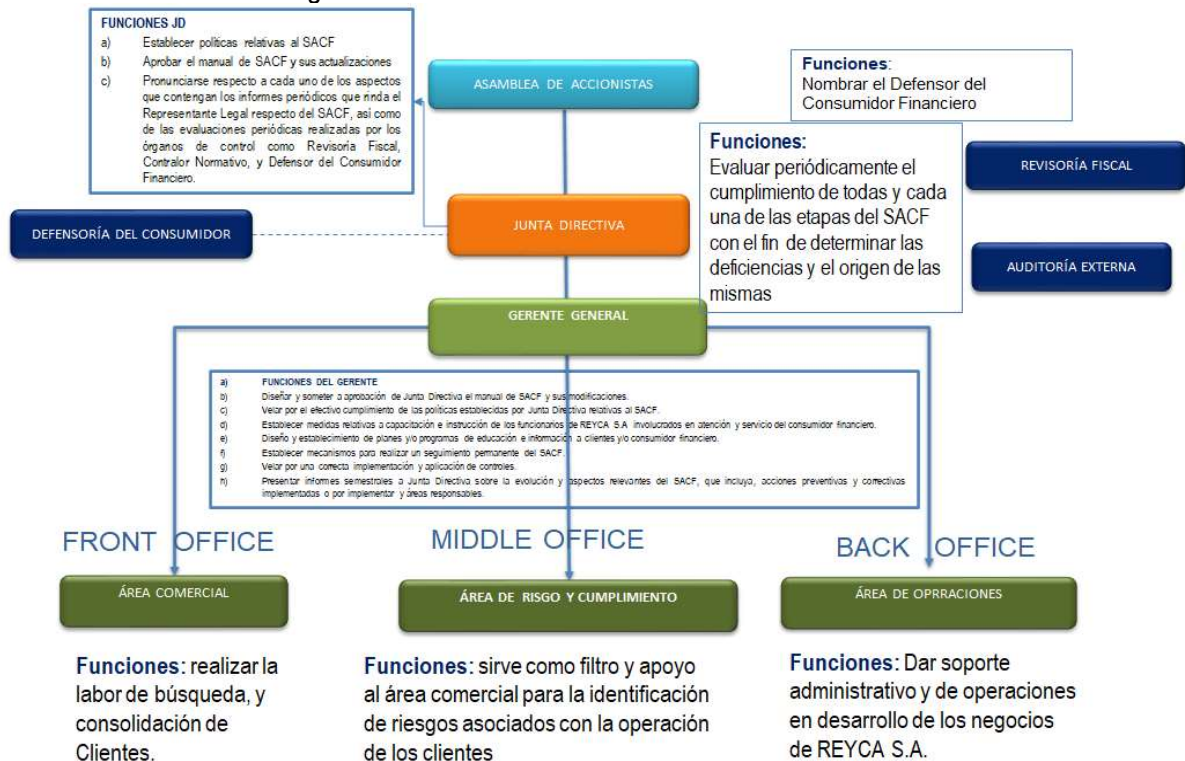 FUNCIONES JD
a) Establecer políticas relativas al SACF
b) Aprobar el manual de SACF y sus actualizaciones
c) Pronunciarse respecto a cada uno de los aspectos
que contengan los informes periódicos que rinda el
Representante Legal respecto del SACF, así como
de las evaluaciones periódicas realizadas por los
órganos de control como Revisoría Fiscal,
Contralor Normativo, y Defensor del Consumidor
Financiero.
ASAMBLEA DE ACCIONISTAS
Funciones:
Nombrar el Defensor del
Consumidor Financiero
Funciones:
Evaluar periódicamente el
cumplimiento de todas y cada
una de las etapas del SACF
con el fin de determinar las
deficiencias y el origen de las
mismas
REVISORÍA FISCAL
DEFENSORÍA DEL CONSUMIDOR
JUNTA DIRECTIVA
AUDITORÍA EXTERNA
GERENTE GENERAL
a) FUNCIONES DEL GERENTE
b) Diseñar y someter a aprobación de Junta Directiva el manual de SACF y sus modificaciones.
c) Velar por el efectivo cumplimiento de las políticas establecidas por Junta Directiva relativas al SACF.
d) Establecer medidas relativas a capacitación e instrucción de los funcionarios de REYCA S.A involucrados en atención y servicio del consumidor financiero.
e) Diseño y establecimiento de planes y/o programas de educación e información a clientes y/o consumidor financiero.
f) Establecer mecanismos para realizar un seguimiento permanente del SACF.
g) Velar por una correcta implementación y aplicación de controles.
h) Presentar informes semestrales a Junta Directiva sobre la evolución y aspectos relevantes del SACF, que incluya, acciones preventivas y correctivas
implementadas o por implementar y áreas responsables.
FRONT OFFICE
MIDDLE OFFICE
BACK OFFICE
ÁREA COMERCIAL
ÁREA DE RISGO Y CUMPLIMIENTO
ÁREA DE OPRRACIONES
Funciones: realizar la
labor de búsqueda, y
consolidación de
Clientes.
Funciones: sirve como filtro y apoyo
al área comercial para la identificación
de riesgos asociados con la operación
de los clientes
Funciones: Dar soporte
administrativo y de operaciones
en desarrollo de los negocios
de REYCA S.A.